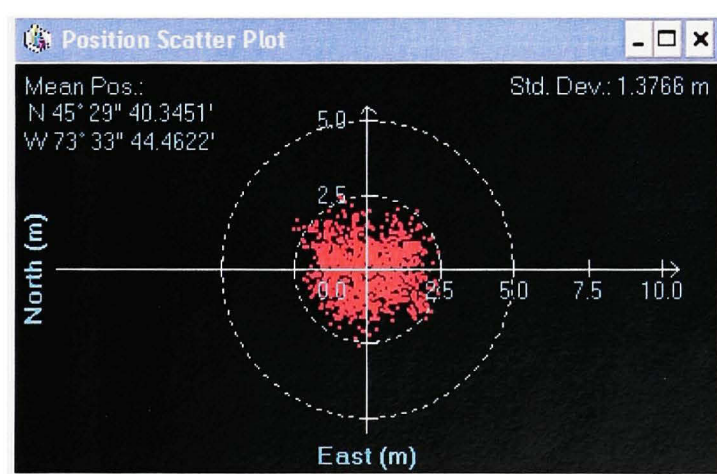 Position Scatter Plot
Mean Pos.:
N 45° 29" 40.3451'
W 73° 33" 44.4622'
Std. Dev.: 1.3766 m
5.0
2.5
North (m)
0.0 2.5 5.0 7.5 10.0
East (m)